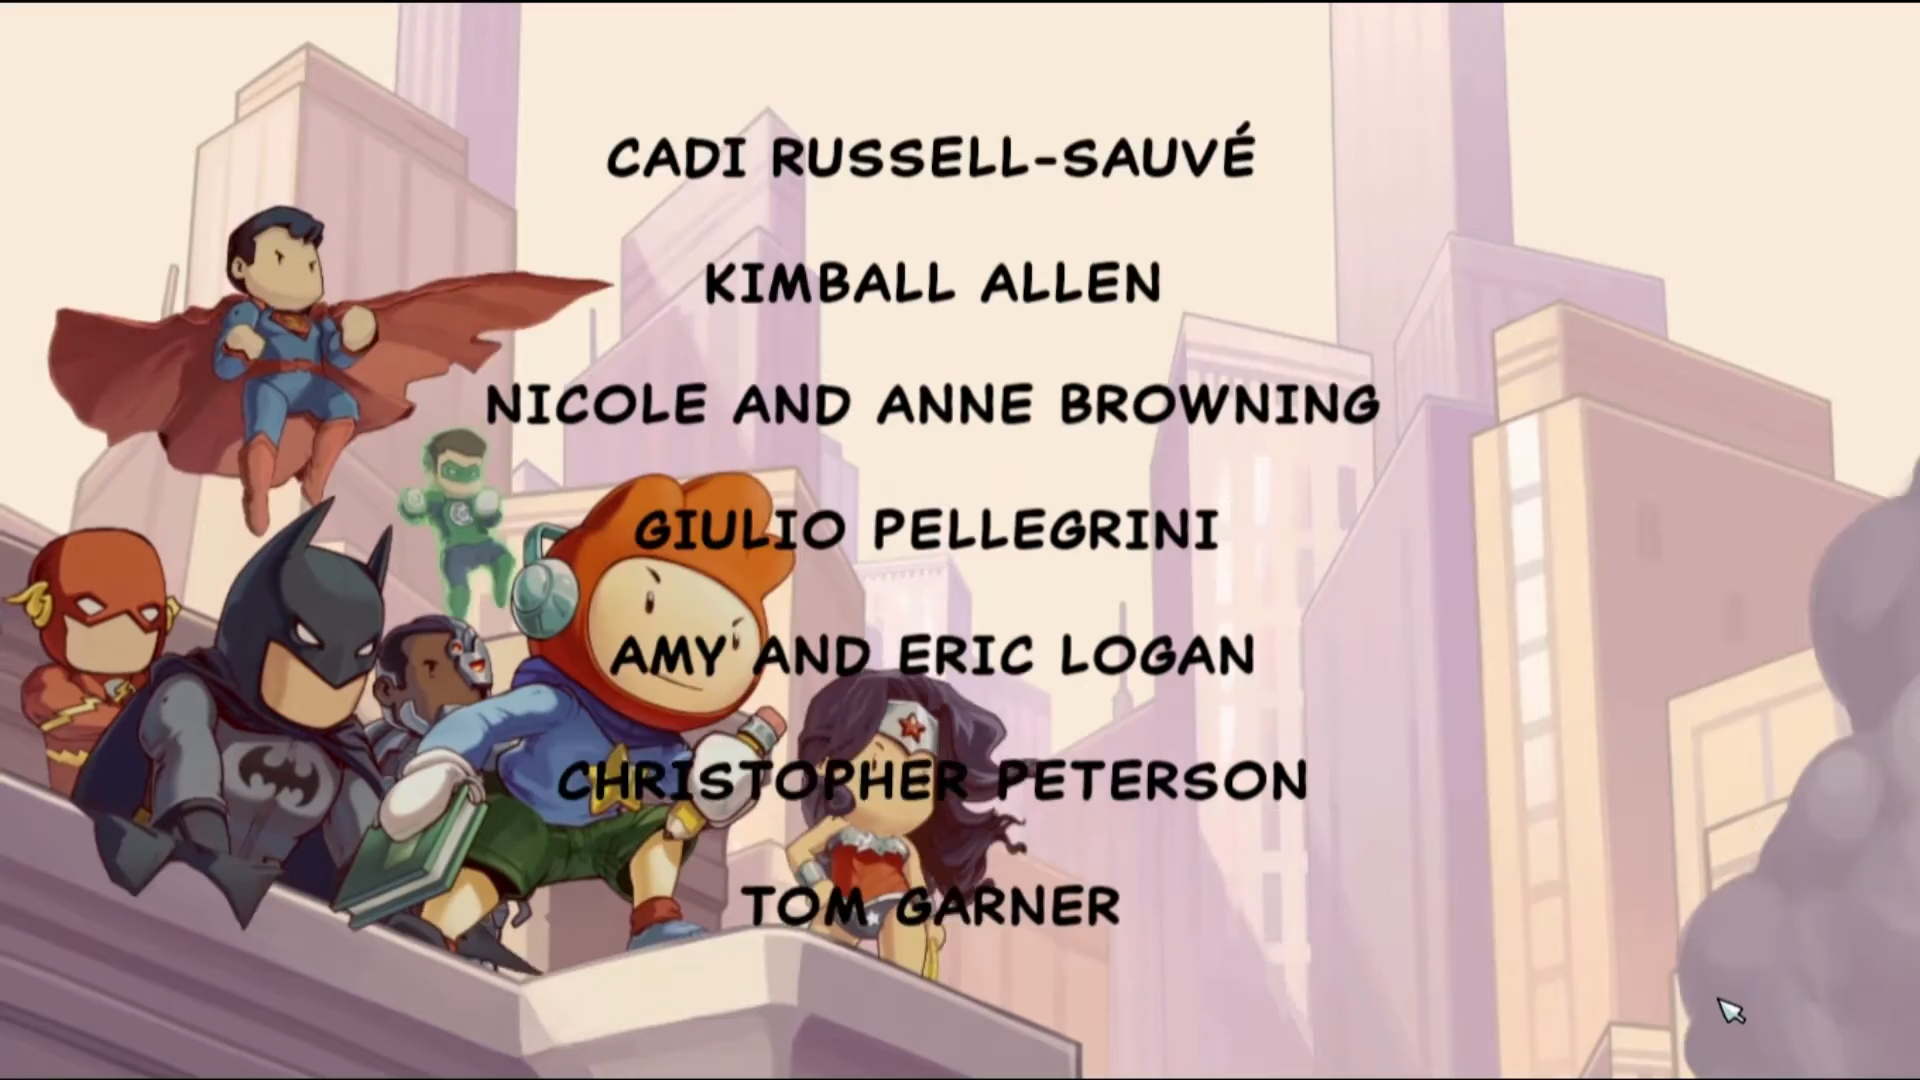 CADI RUSSELL-SAUVÉ
KIMBALL ALLEN
NICOLE AND ANNE BROWNING
GIULIO PELLEGRINI
AMY AND ERIC LOGAN
CHRISTOPHER PETERSON
TOM GARNER